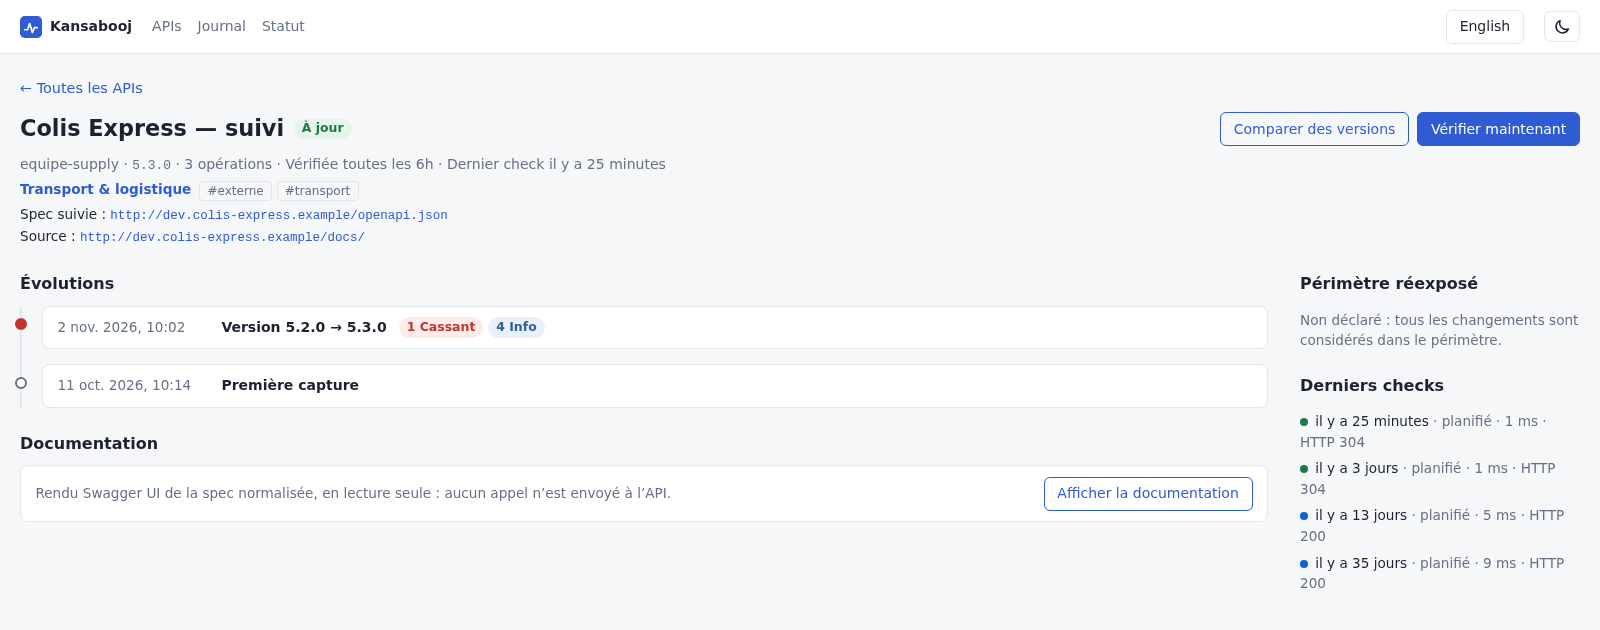 Kansabooj APIs Journal Statut English
← Toutes les APIs
Colis Express — suivi À jour Comparer des versions Vérifier maintenant
equipe-supply · 5.3.0 · 3 opérations · Vérifiée toutes les 6h · Dernier check il y a 25 minutes
Transport & logistique #externe #transport
Spec suivie : http://dev.colis-express.example/openapi.json
Source : http://dev.colis-express.example/docs/
Évolutions
2 nov. 2026, 10:02 Version 5.2.0 → 5.3.0 1 Cassant 4 Info
11 oct. 2026, 10:14 Première capture
Documentation
Rendu Swagger UI de la spec normalisée, en lecture seule : aucun appel n’est envoyé à l’API. Afficher la documentation
Périmètre réexposé
Non déclaré : tous les changements sont
considérés dans le périmètre.
Derniers checks
il y a 25 minutes · planifié · 1 ms ·
HTTP 304
il y a 3 jours · planifié · 1 ms · HTTP
304
il y a 13 jours · planifié · 5 ms · HTTP
200
il y a 35 jours · planifié · 9 ms · HTTP
200